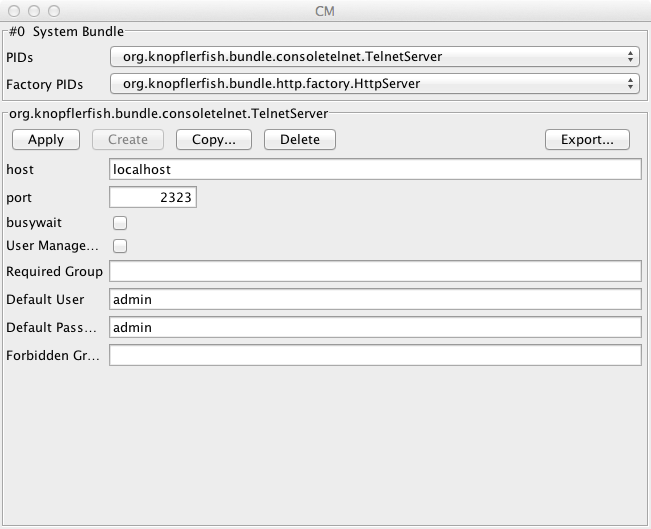 CM
#0 System Bundle
PIDs org.knopflerfish.bundle.consoletelnet.TelnetServer
Factory PIDs org.knopflerfish.bundle.http.factory.HttpServer
org.knopflerfish.bundle.consoletelnet.TelnetServer
Apply Create Copy... Delete Export...
host localhost
port 2323
busywait
User Manage...
Required Group
Default User admin
Default Pass... admin
Forbidden Gr...